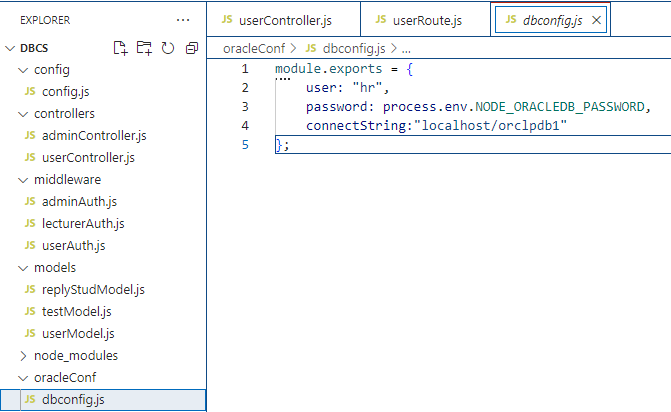 EXPLORER ...
DBCS
config
JS config.js
controllers
JS adminController.js
JS userController.js
middleware
JS adminAuth.js
JS lecturerAuth.js
JS userAuth.js
models
JS replyStudModel.js
JS testModel.js
JS userModel.js
node_modules
oracleConf
JS dbconfig.js
JS userController.js JS userRoute.js JS dbconfig.js
oracleConf > JS dbconfig.js > ...
1 module.exports = {
2 user: "hr",
3 password: process.env.NODE_ORACLEDB_PASSWORD,
4 connectString:"localhost/orclpdb1"
5 };